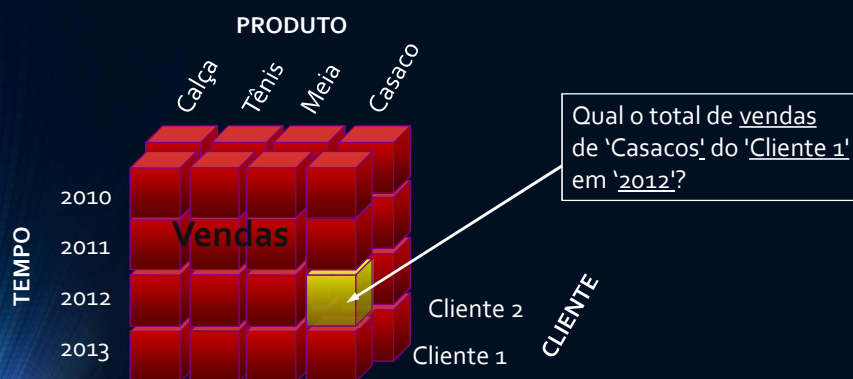 PRODUTO
Calça
Tênis
Meia
Casaco
Qual o total de vendas
de ‘Casacos' do 'Cliente 1'
em ‘2012'?
2010
2011
2012
2013
TEMPO
Vendas
Cliente 2
Cliente 1
CLIENTE